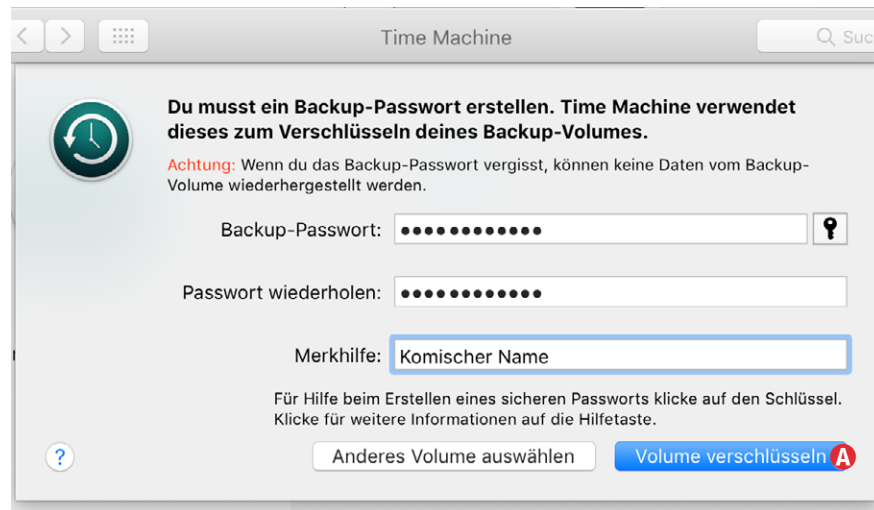 Time Machine
Suc
Du musst ein Backup-Passwort erstellen. Time Machine verwendet
dieses zum Verschlüsseln deines Backup-Volumes.
Achtung: Wenn du das Backup-Passwort vergisst, können keine Daten vom Backup-
Volume wiederhergestellt werden.
Backup-Passwort: ●●●●●●●●●●●●
Passwort wiederholen: ●●●●●●●●●●●●
Merkhilfe: Komischer Name
Für Hilfe beim Erstellen eines sicheren Passworts klicke auf den Schlüssel.
Klicke für weitere Informationen auf die Hilfetaste.
? Anderes Volume auswählen Volume verschlüsseln A